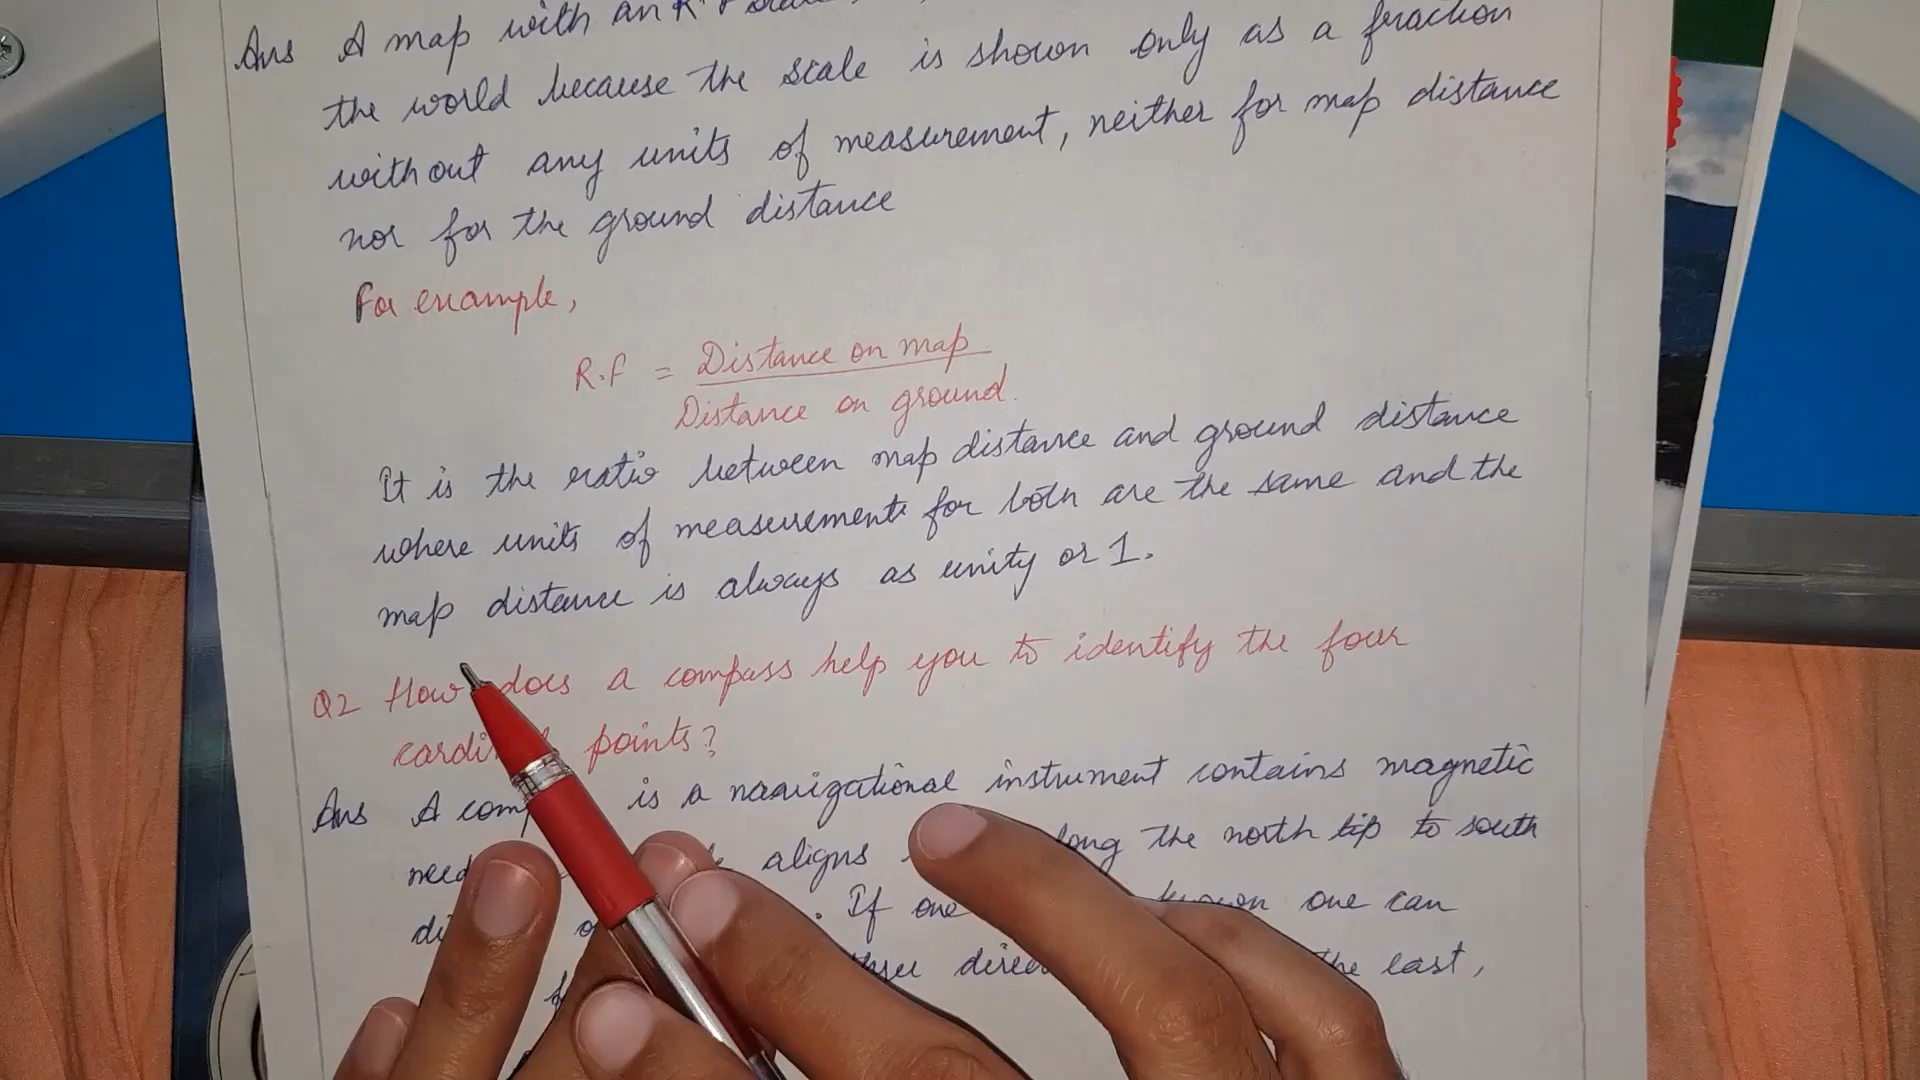 Ans A map with an R.F
the world because the scale is shown only as a fraction
without any units of measurement, neither for map distance
nor for the ground distance
For example,
R.F = Distance on map
Distance on ground.
It is the ratio between map distance and ground distance
where units of measurements for both are the same and the
map distance is always as unity or 1.
Q2 How does a compass help you to identify the four
points?
Ans A is a navigational instrument contains magnetic
aligns the north tip to south
. If one known one can
three the east,